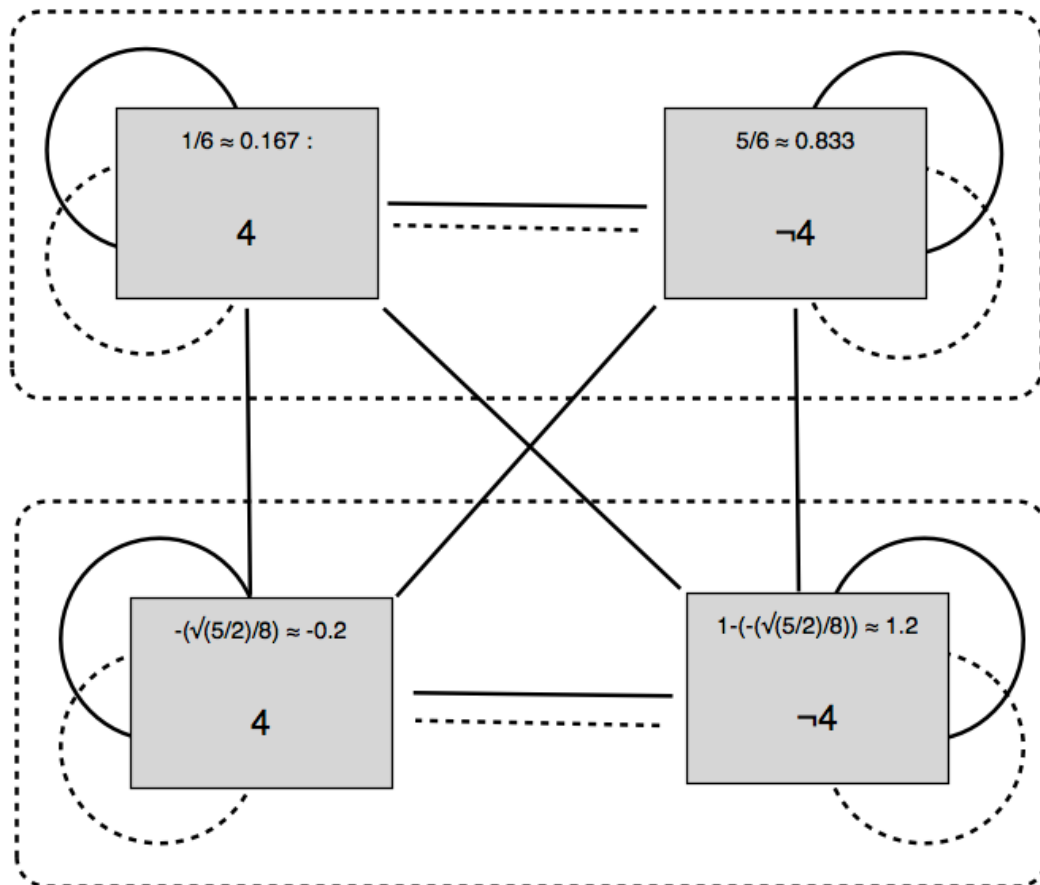 1/6 ≈ 0.167 :
5/6 ≈ 0.833
4
¬4
-(√(5/2)/8) ≈ -0.2
1-(-(√(5/2)/8)) ≈ 1.2
4
¬4